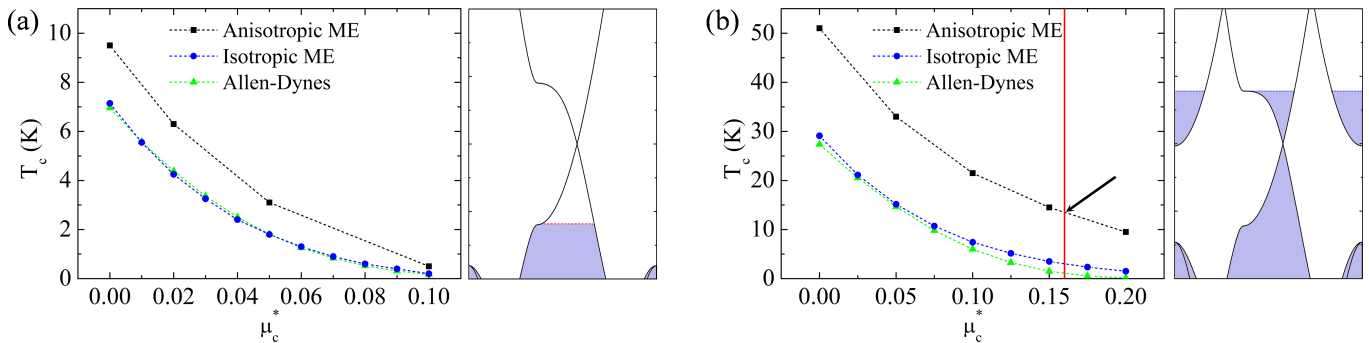 (a)
Anisotropic ME
Isotropic ME
Allen-Dynes
10
8
6
4
2
0
T_c (K)
0.00 0.02 0.04 0.06 0.08 0.10
μ_c^*
(b)
Anisotropic ME
Isotropic ME
Allen-Dynes
50
40
30
20
10
0
T_c (K)
0.00 0.05 0.10 0.15 0.20
μ_c^*